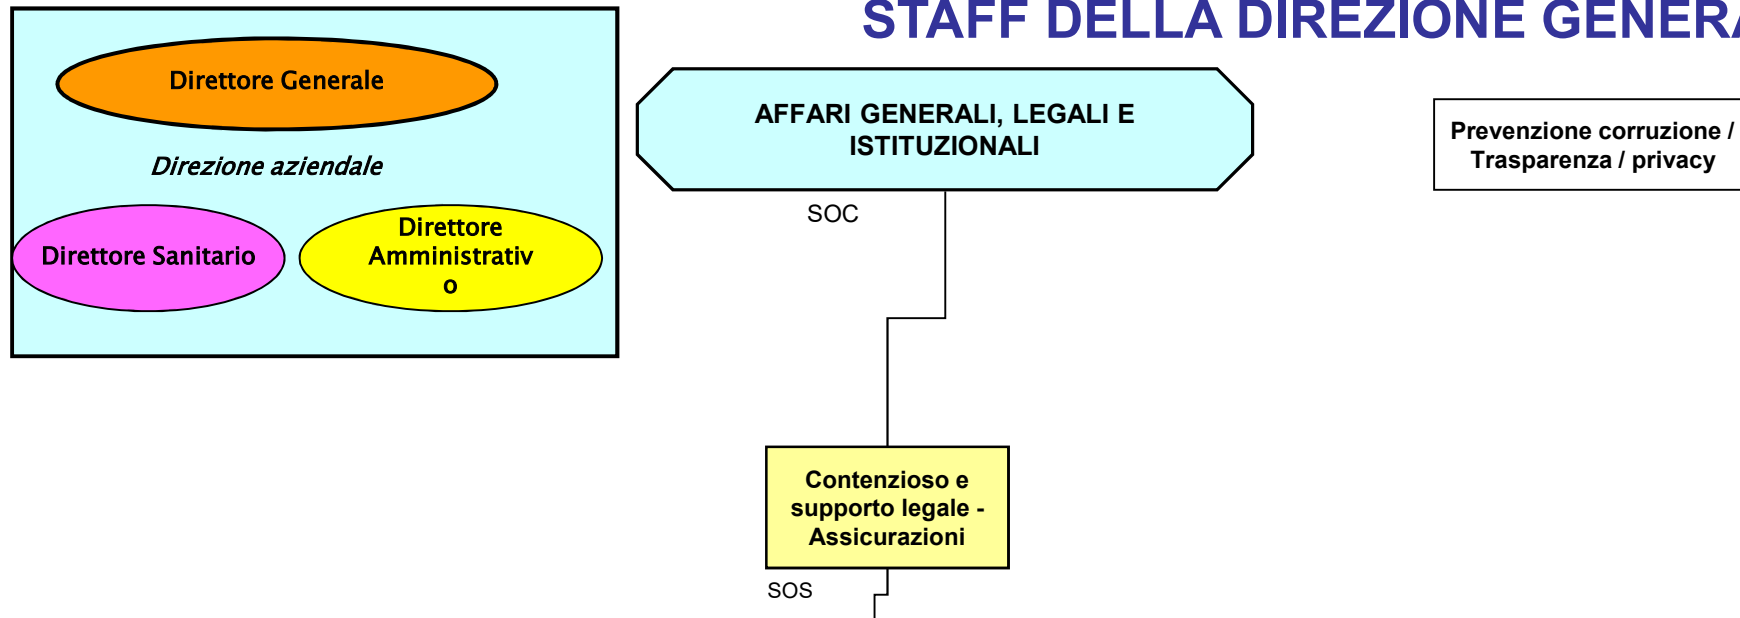 STAFF DELLA DIREZIONE GENERA
Direttore Generale
Direzione aziendale
Direttore Sanitario
Direttore
Amministrativ
o
AFFARI GENERALI, LEGALI E
ISTITUZIONALI
SOC
Prevenzione corruzione /
Trasparenza / privacy
Contenzioso e
supporto legale -
Assicurazioni
SOS